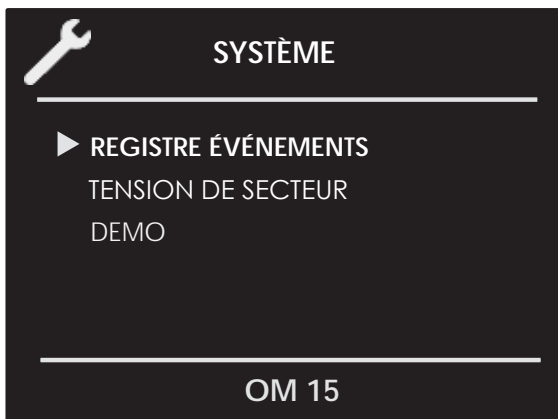 SYSTÈME
REGISTRE ÉVÉNEMENTS
TENSION DE SECTEUR
DEMO
OM 15